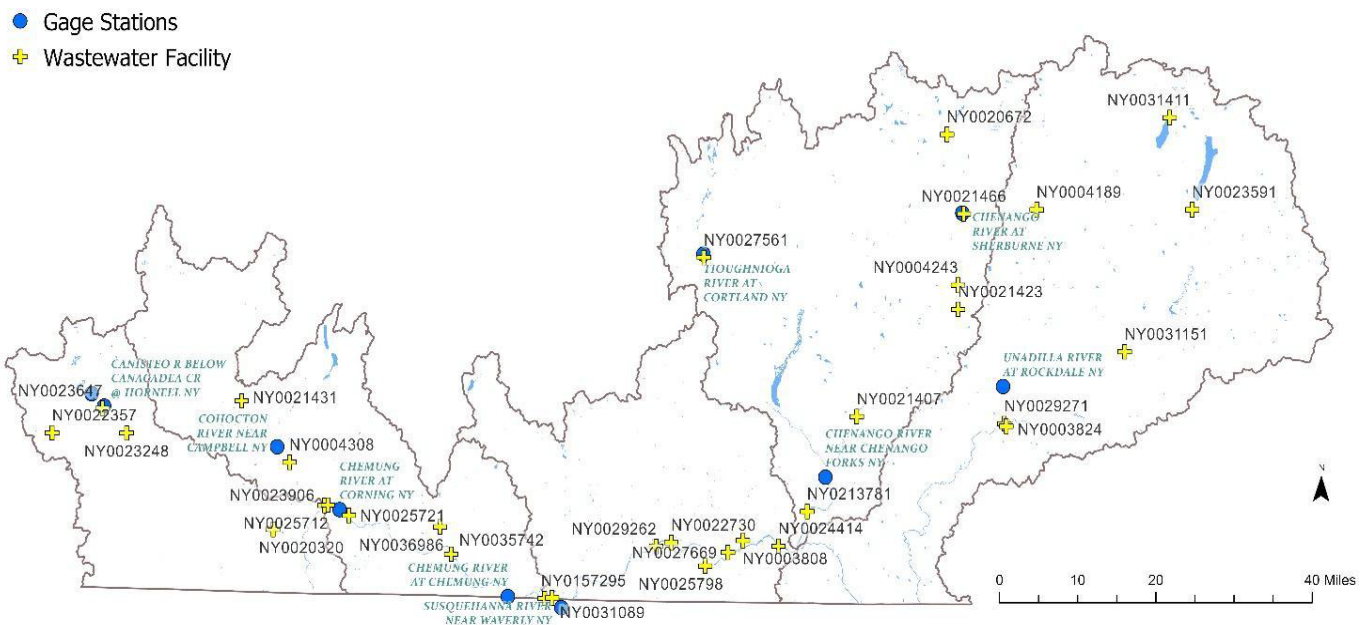 Gage Stations
Wastewater Facility
NY0031411
NY0020672
NY0021466
NY0004189
NY0023591
CHENANGO
RIVER AT
SHERBURNE NY
NY0027561
TIOUGHNIOGA
RIVER AT
CORTLAND NY
NY0004243
NY0021423
NY0031151
UNADILLA RIVER
AT ROCKDALE NY
CANISTEO R BELOW
CANACADEA CR
@ HORNELL NY
NY0023647
NY0022357
NY0023248
NY0021431
COHOCTON
RIVER NEAR
CAMPBELL NY
NY0004308
NY0021407
NY0029271
NY0003824
CHENANGO RIVER
NEAR CHENANGO
FORKS NY
CHEMUNG
RIVER AT
CORNING NY
NY0023906
NY0025712
NY0020320
NY0025721
NY0036986
NY0035742
NY0213781
NY0029262
NY0022730
NY0024414
NY0027669
NY0003808
NY0025798
CHEMUNG RIVER
AT CHEMUNG NY
NY0157295
SUSQUEHANNA RIVER
NEAR WAVERLY NY
NY0031089
N
0 10 20 40 Miles